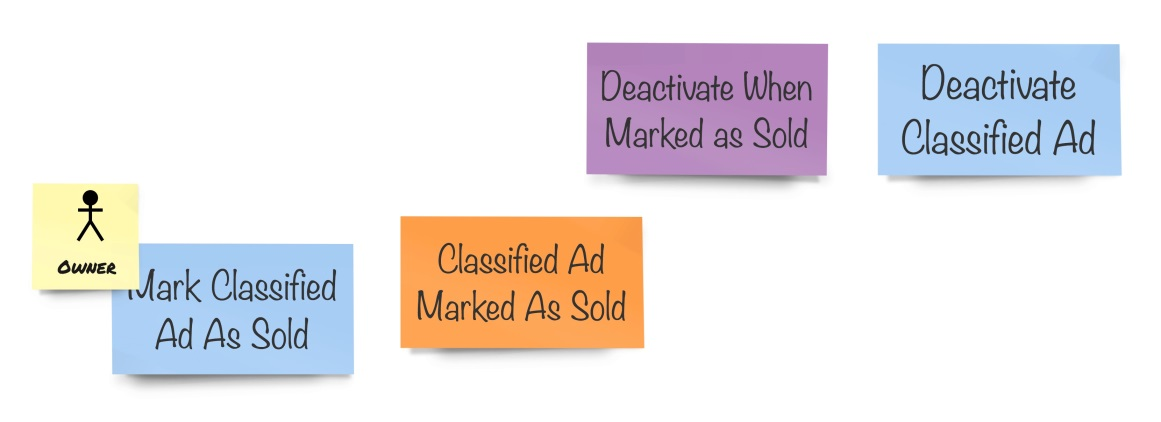 Deactivate When
Marked as Sold
Deactivate
Classified Ad
OWNER
Mark Classified
Ad As Sold
Classified Ad
Marked As Sold